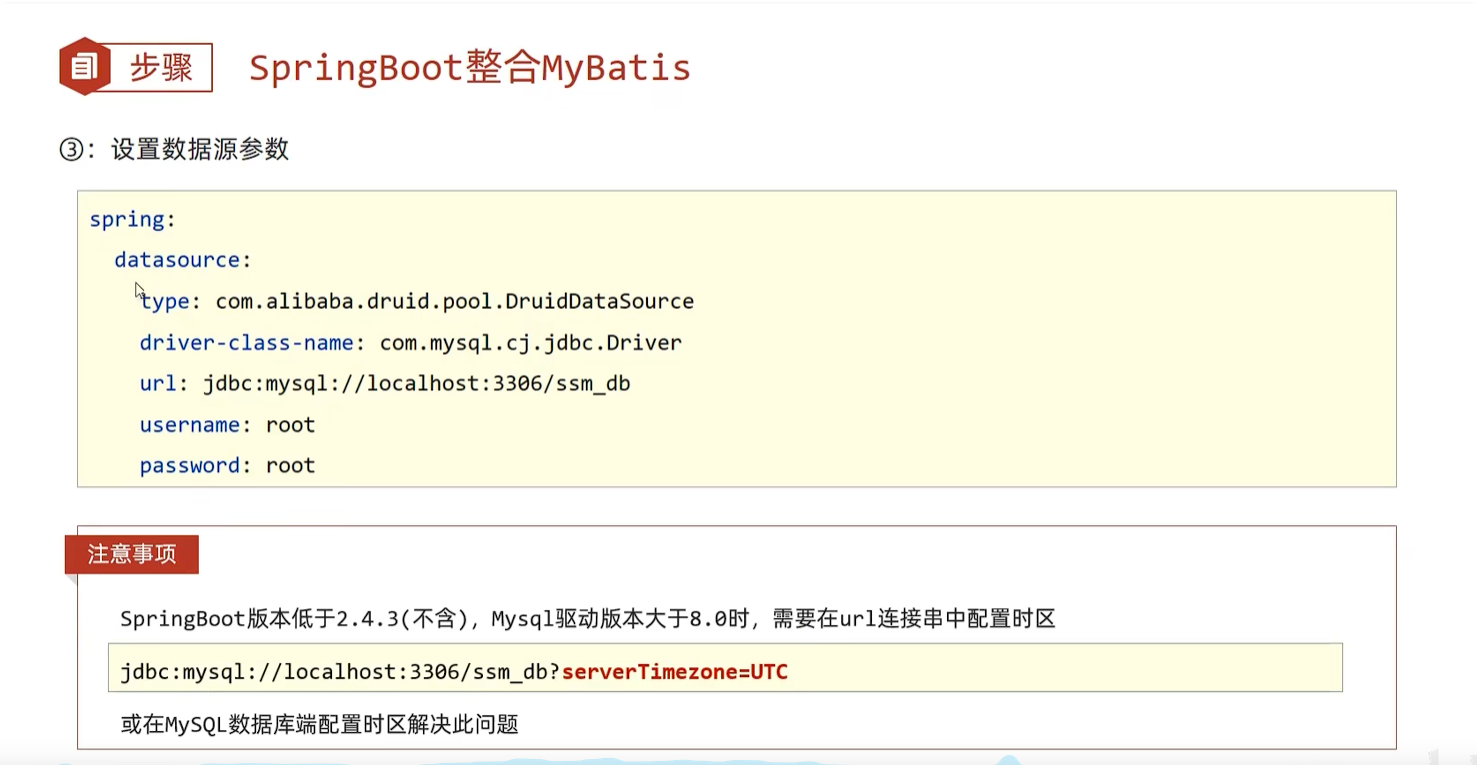 步骤 SpringBoot整合MyBatis
③：设置数据源参数
spring:
  datasource:
    type: com.alibaba.druid.pool.DruidDataSource
    driver-class-name: com.mysql.cj.jdbc.Driver
    url: jdbc:mysql://localhost:3306/ssm_db
    username: root
    password: root
注意事项
SpringBoot版本低于2.4.3(不含)，Mysql驱动版本大于8.0时，需要在url连接串中配置时区
jdbc:mysql://localhost:3306/ssm_db?serverTimezone=UTC
或在MySQL数据库端配置时区解决此问题